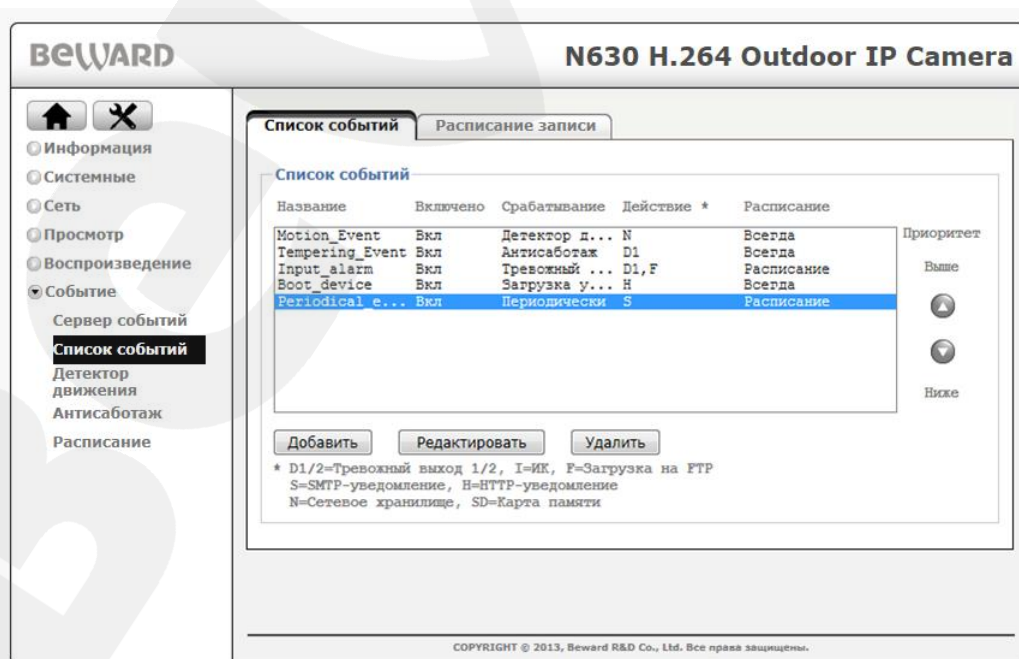 BEWARD
N630 H.264 Outdoor IP Camera
Информация
Системные
Сеть
Просмотр
Воспроизведение
Событие
Сервер событий
Список событий
Детектор
движения
Антисаботаж
Расписание
Список событий Расписание записи
Список событий
Название Включено Срабатывание Действие * Расписание
Motion_Event Вкл Детектор д... N Всегда
Tempering_Event Вкл Антисаботаж D1 Всегда
Input_alarm Вкл Тревожный ... D1,F Расписание
Boot_device Вкл Загрузка у... H Всегда
Periodical_e... Вкл Периодически S Расписание
Приоритет
Выше
Ниже
Добавить Редактировать Удалить
* D1/2=Тревожный выход 1/2, I=ИК, F=Загрузка на FTP
S=SMTP-уведомление, H=HTTP-уведомление
N=Сетевое хранилище, SD=Карта памяти
COPYRIGHT © 2013, Beward R&D Co., Ltd. Все права защищены.